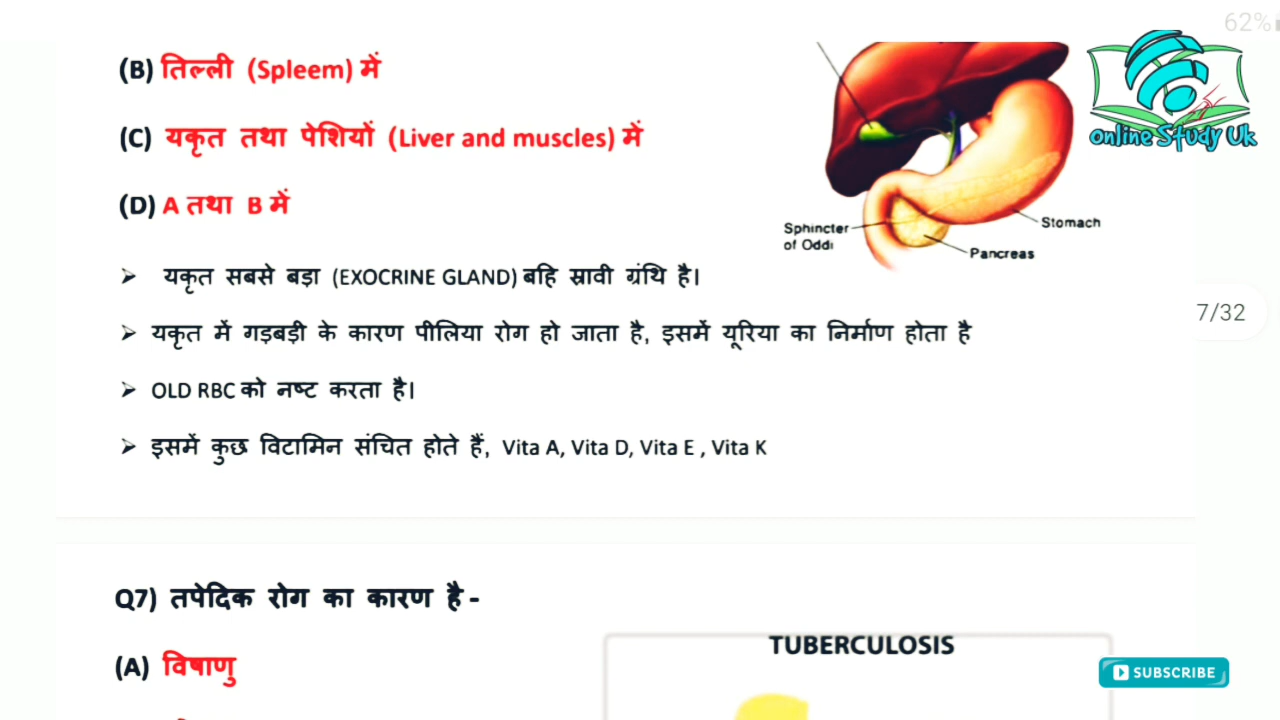 62%
(B) तिल्ली (Spleem) में
(C) यकृत तथा पेशियों (Liver and muscles) में
(D) A तथा B में
Online Study Uk
Sphincter of Oddi
Stomach
Pancreas
➢ यकृत सबसे बड़ा (EXOCRINE GLAND) बहि स्रावी ग्रंथि है।
7/32
➢ यकृत में गड़बड़ी के कारण पीलिया रोग हो जाता है, इसमें यूरिया का निर्माण होता है
➢ OLD RBC को नष्ट करता है।
➢ इसमें कुछ विटामिन संचित होते हैं, Vita A, Vita D, Vita E , Vita K
Q7) तपेदिक रोग का कारण है -
TUBERCULOSIS
(A) विषाणु
SUBSCRIBE